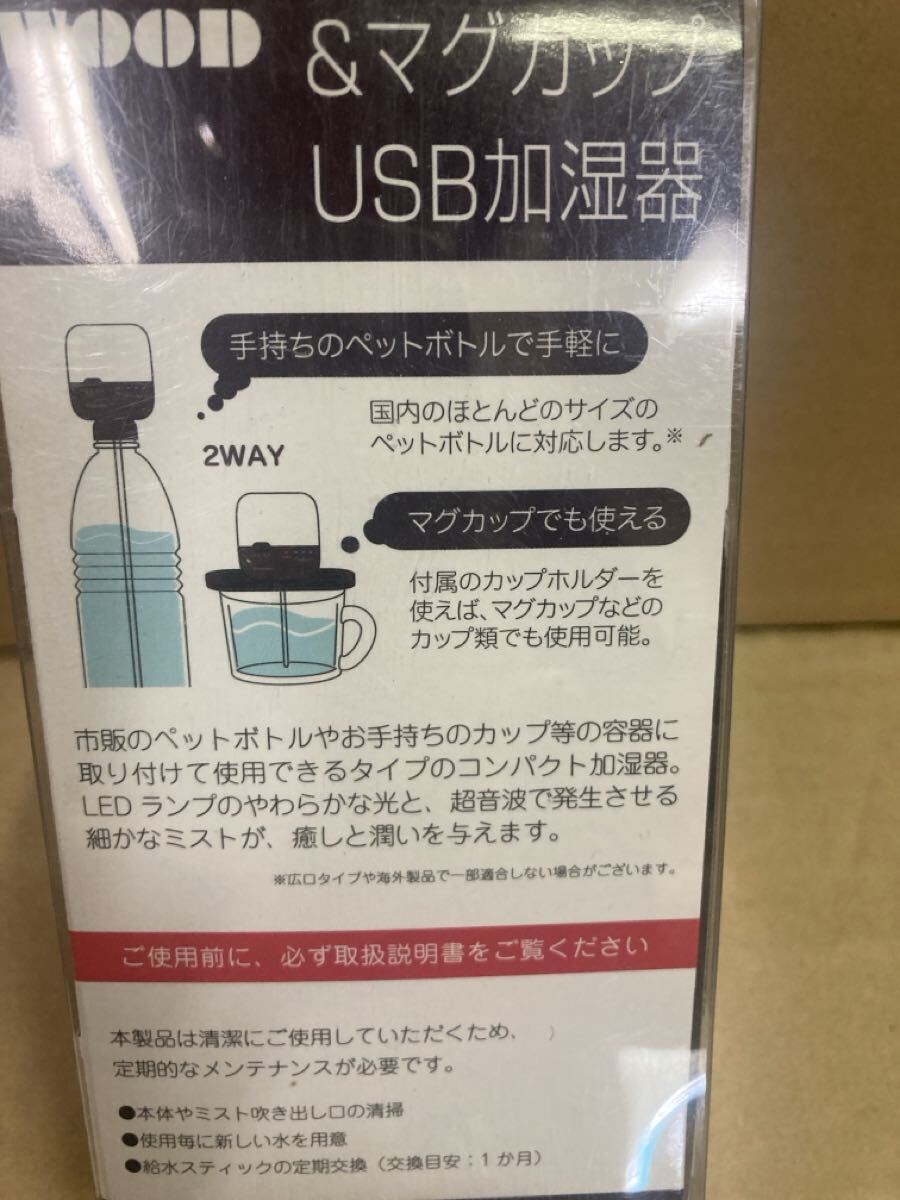 WOOD
&マグカップ
USB加湿器
手持ちのペットボトルで手軽に
国内のほとんどのサイズの
ペットボトルに対応します。※
2WAY
マグカップでも使える
付属のカップホルダーを
使えば、マグカップなどの
カップ類でも使用可能。
市販のペットボトルやお手持ちのカップ等の容器に
取り付けて使用できるタイプのコンパクト加湿器。
LED ランプのやわらかな光と、超音波で発生させる
細かなミストが、癒しと潤いを与えます。
※広口タイプや海外製品で一部適合しない場合がございます。
ご使用前に、必ず取扱説明書をご覧ください
本製品は清潔にご使用していただくため、
定期的なメンテナンスが必要です。
●本体やミスト吹き出し口の清掃
●使用毎に新しい水を用意
●給水スティックの定期交換（交換目安：1か月）